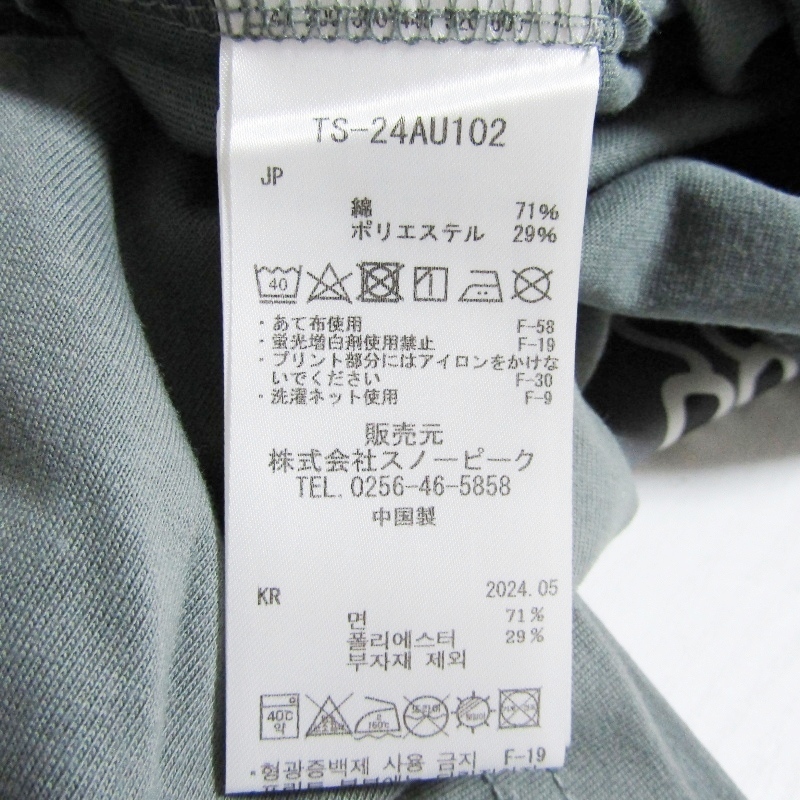 TS-24AU102
JP
綿 71%
ポリエステル 29%
40
・あて布使用 F-58
・蛍光増白剤使用禁止 F-19
・プリント部分にはアイロンをかけな
いでください F-30
・洗濯ネット使用 F-9
販売元
株式会社スノーピーク
TEL. 0256-46-5858
中国製
KR 2024.05
면 71%
폴리에스터 29%
부자재 제외
40C
약
・형광증백제 사용 금지 F-19